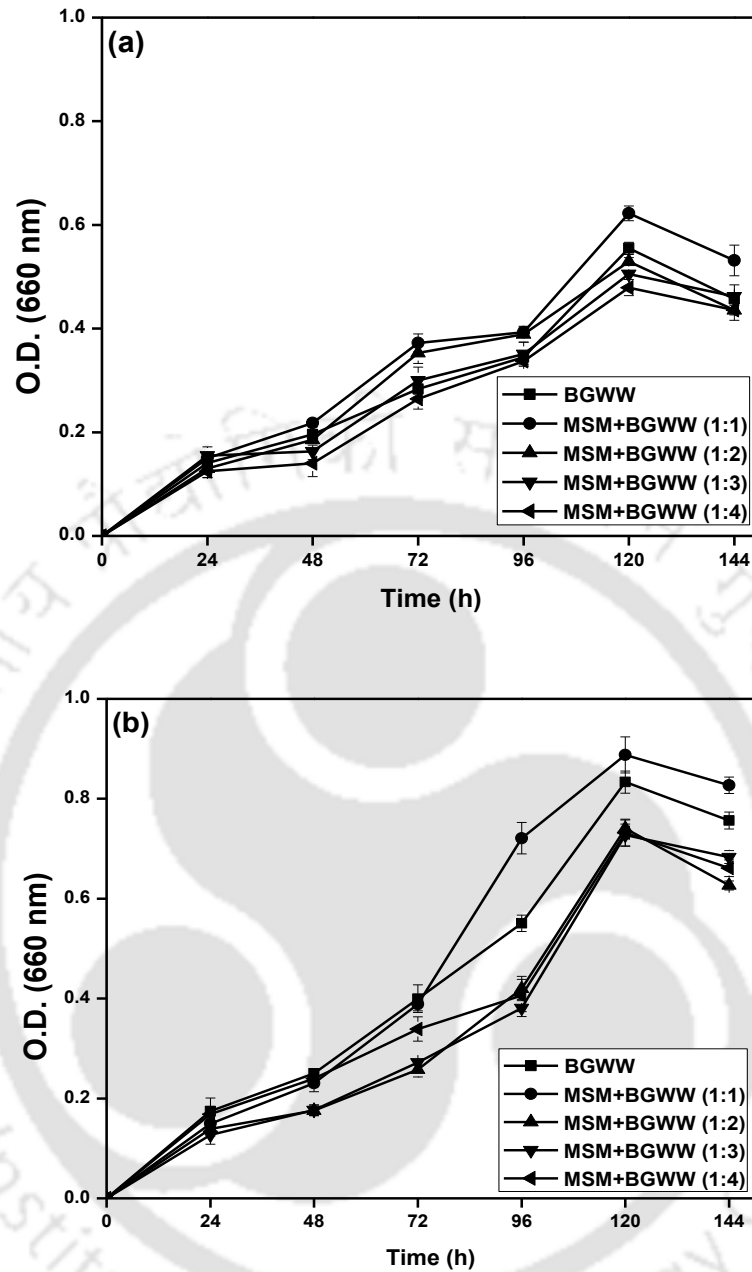 (a)
1.0
0.8
0.6
0.4
0.2
0.0
O.D. (660 nm)
BGWW
MSM+BGWW (1:1)
MSM+BGWW (1:2)
MSM+BGWW (1:3)
MSM+BGWW (1:4)
0 24 48 72 96 120 144
Time (h)
(b)
1.0
0.8
0.6
0.4
0.2
0.0
O.D. (660 nm)
BGWW
MSM+BGWW (1:1)
MSM+BGWW (1:2)
MSM+BGWW (1:3)
MSM+BGWW (1:4)
0 24 48 72 96 120 144
Time (h)